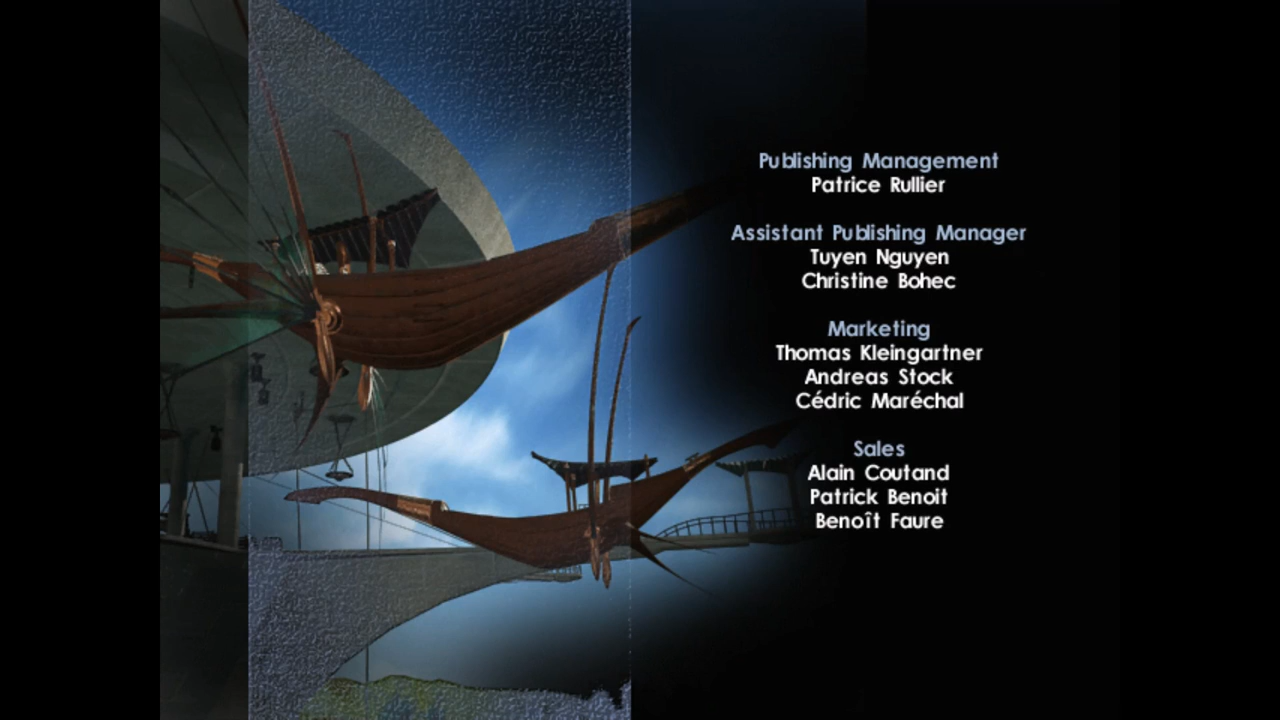 Publishing Management
Patrice Rullier
Assistant Publishing Manager
Tuyen Nguyen
Christine Bohec
Marketing
Thomas Kleingartner
Andreas Stock
Cédric Maréchal
Sales
Alain Coutand
Patrick Benoit
Benoît Faure